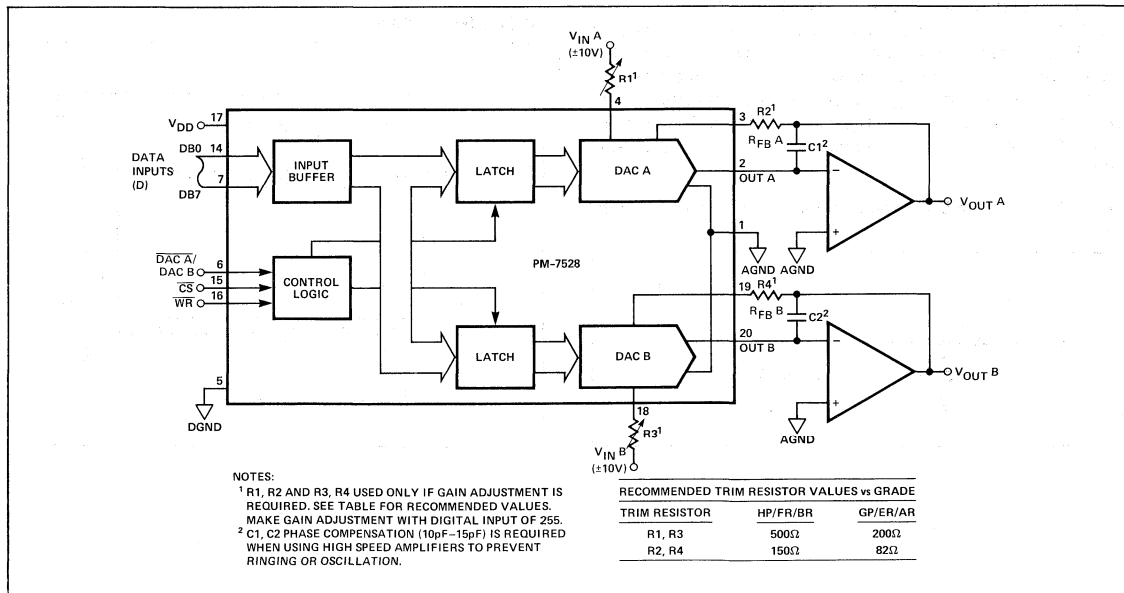 V_IN A
(±10V)
R1¹
4
V_DD
17
DATA
INPUTS
(D)
DB0
14
7
DB7
INPUT
BUFFER
LATCH
DAC A
3
R2¹
R_FB A
C1²
2
OUT A
−
+
V_OUT A
1
AGND
AGND
PM-7528
D̅A̅C̅ ̅A̅/
DAC B
6
C̅S̅
15
W̅R̅
16
CONTROL
LOGIC
LATCH
DAC B
19
R4¹
R_FB B
C2²
20
OUT B
−
+
V_OUT B
AGND
5
DGND
18
R3¹
V_IN B
(±10V)
NOTES:
¹ R1, R2 AND R3, R4 USED ONLY IF GAIN ADJUSTMENT IS
REQUIRED. SEE TABLE FOR RECOMMENDED VALUES.
MAKE GAIN ADJUSTMENT WITH DIGITAL INPUT OF 255.
² C1, C2 PHASE COMPENSATION (10pF–15pF) IS REQUIRED
WHEN USING HIGH SPEED AMPLIFIERS TO PREVENT
RINGING OR OSCILLATION.
RECOMMENDED TRIM RESISTOR VALUES vs GRADE
TRIM RESISTOR HP/FR/BR GP/ER/AR
R1, R3 500Ω 200Ω
R2, R4 150Ω 82Ω